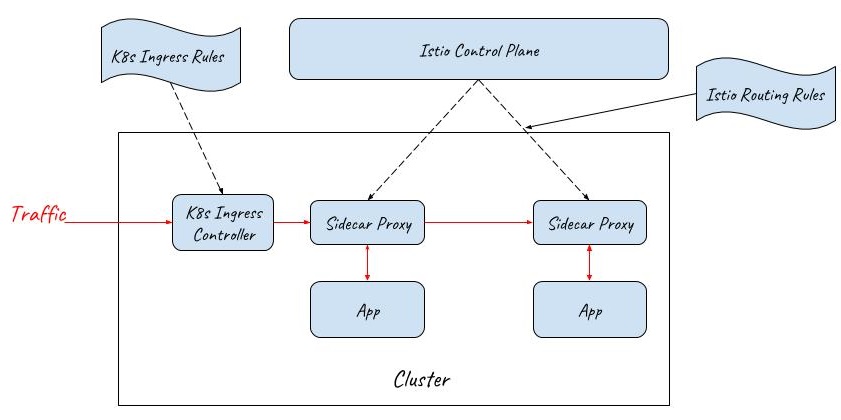 K8s Ingress Rules
Istio Control Plane
Istio Routing Rules
Traffic
K8s Ingress
Controller
Sidecar Proxy
Sidecar Proxy
App
App
Cluster